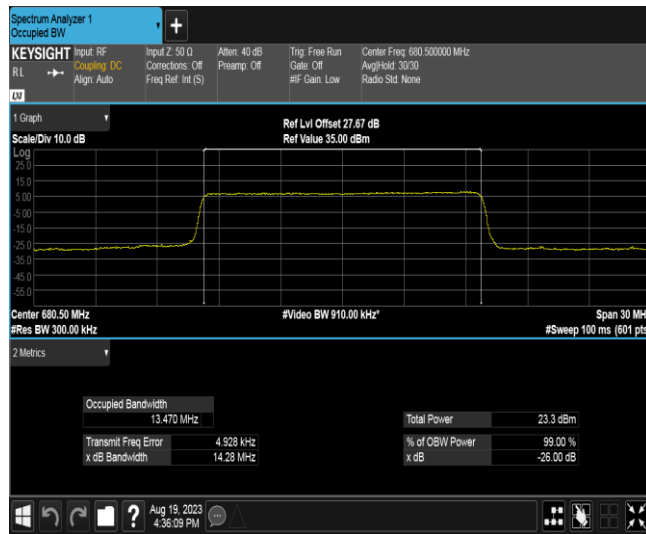 Spectrum Analyzer 1
Occupied BW
+
KEYSIGHT
RL
LXI
Input: RF
Coupling: DC
Align: Auto
Input Z: 50 Ω
Corrections: Off
Freq Ref: Int (S)
Atten: 40 dB
Preamp: Off
Trig: Free Run
Gate: Off
#IF Gain: Low
Center Freq: 680.500000 MHz
Avg|Hold: 30/30
Radio Std: None
1 Graph
Scale/Div 10.0 dB
Ref Lvl Offset 27.67 dB
Ref Value 35.00 dBm
Log
25.0
15.0
5.00
-5.00
-15.0
-25.0
-35.0
-45.0
-55.0
Center 680.50 MHz
#Video BW 910.00 kHz*
Span 30 MH
#Res BW 300.00 kHz
#Sweep 100 ms (601 pts
2 Metrics
Occupied Bandwidth
13.470 MHz
Total Power 23.3 dBm
Transmit Freq Error 4.928 kHz
% of OBW Power 99.00 %
x dB Bandwidth 14.28 MHz
x dB -26.00 dB
?
Aug 19, 2023
4:36:09 PM